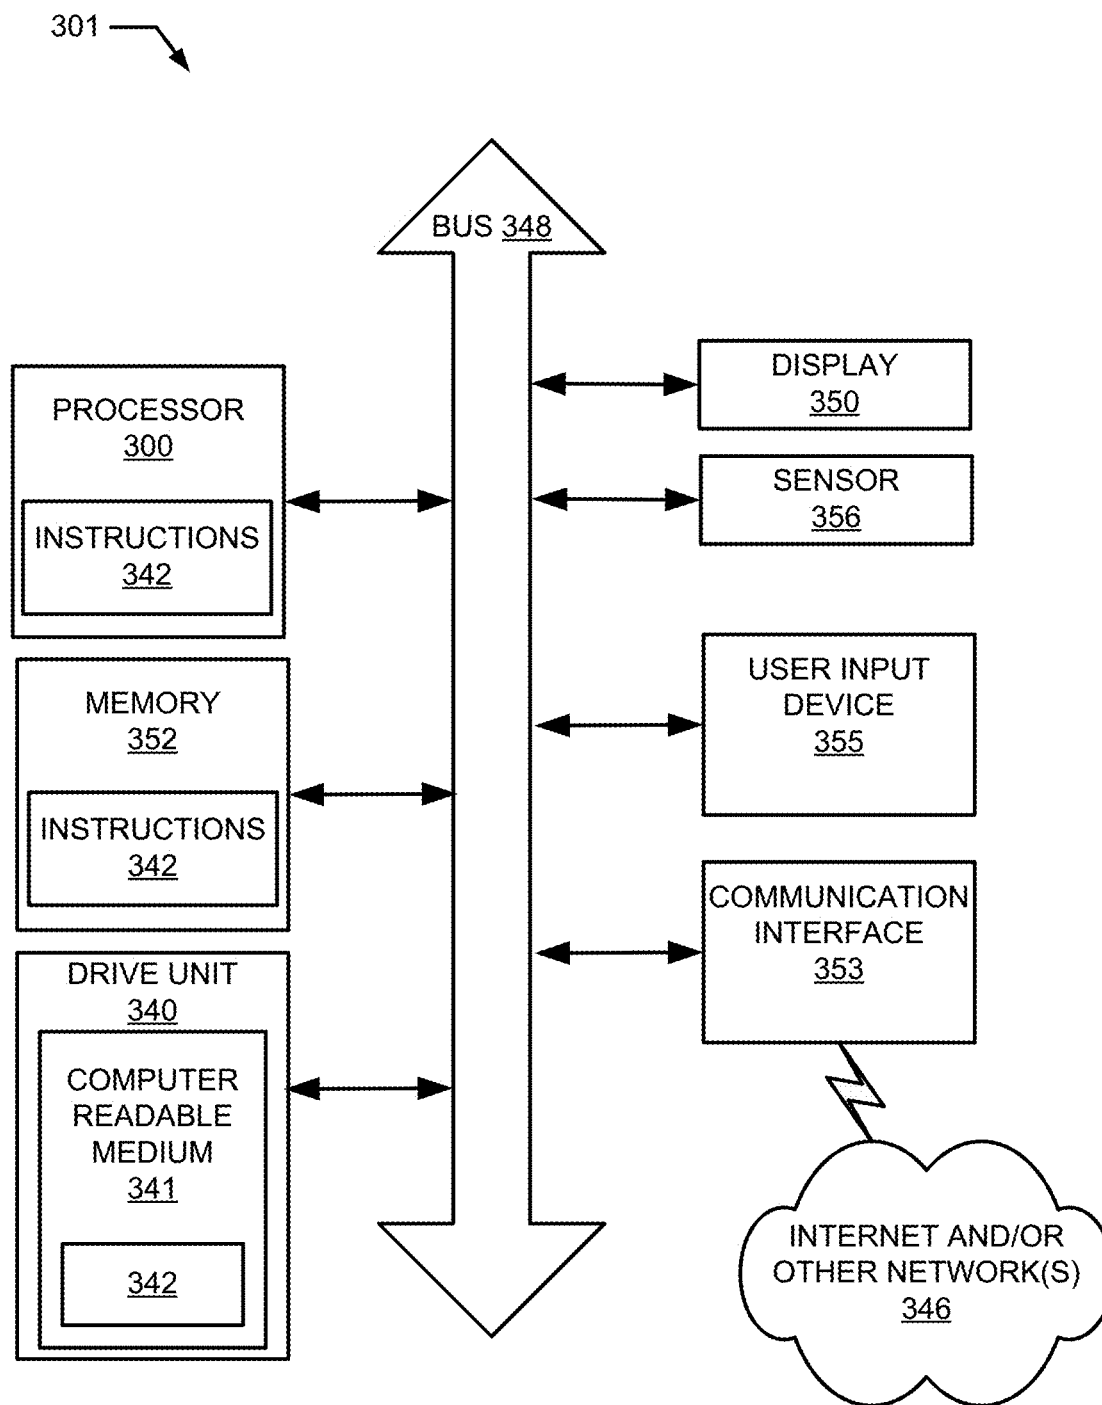 301
BUS 348
PROCESSOR
300
INSTRUCTIONS
342
MEMORY
352
INSTRUCTIONS
342
DRIVE UNIT
340
COMPUTER
READABLE
MEDIUM
341
342
DISPLAY
350
SENSOR
356
USER INPUT
DEVICE
355
COMMUNICATION
INTERFACE
353
INTERNET AND/OR
OTHER NETWORK(S)
346